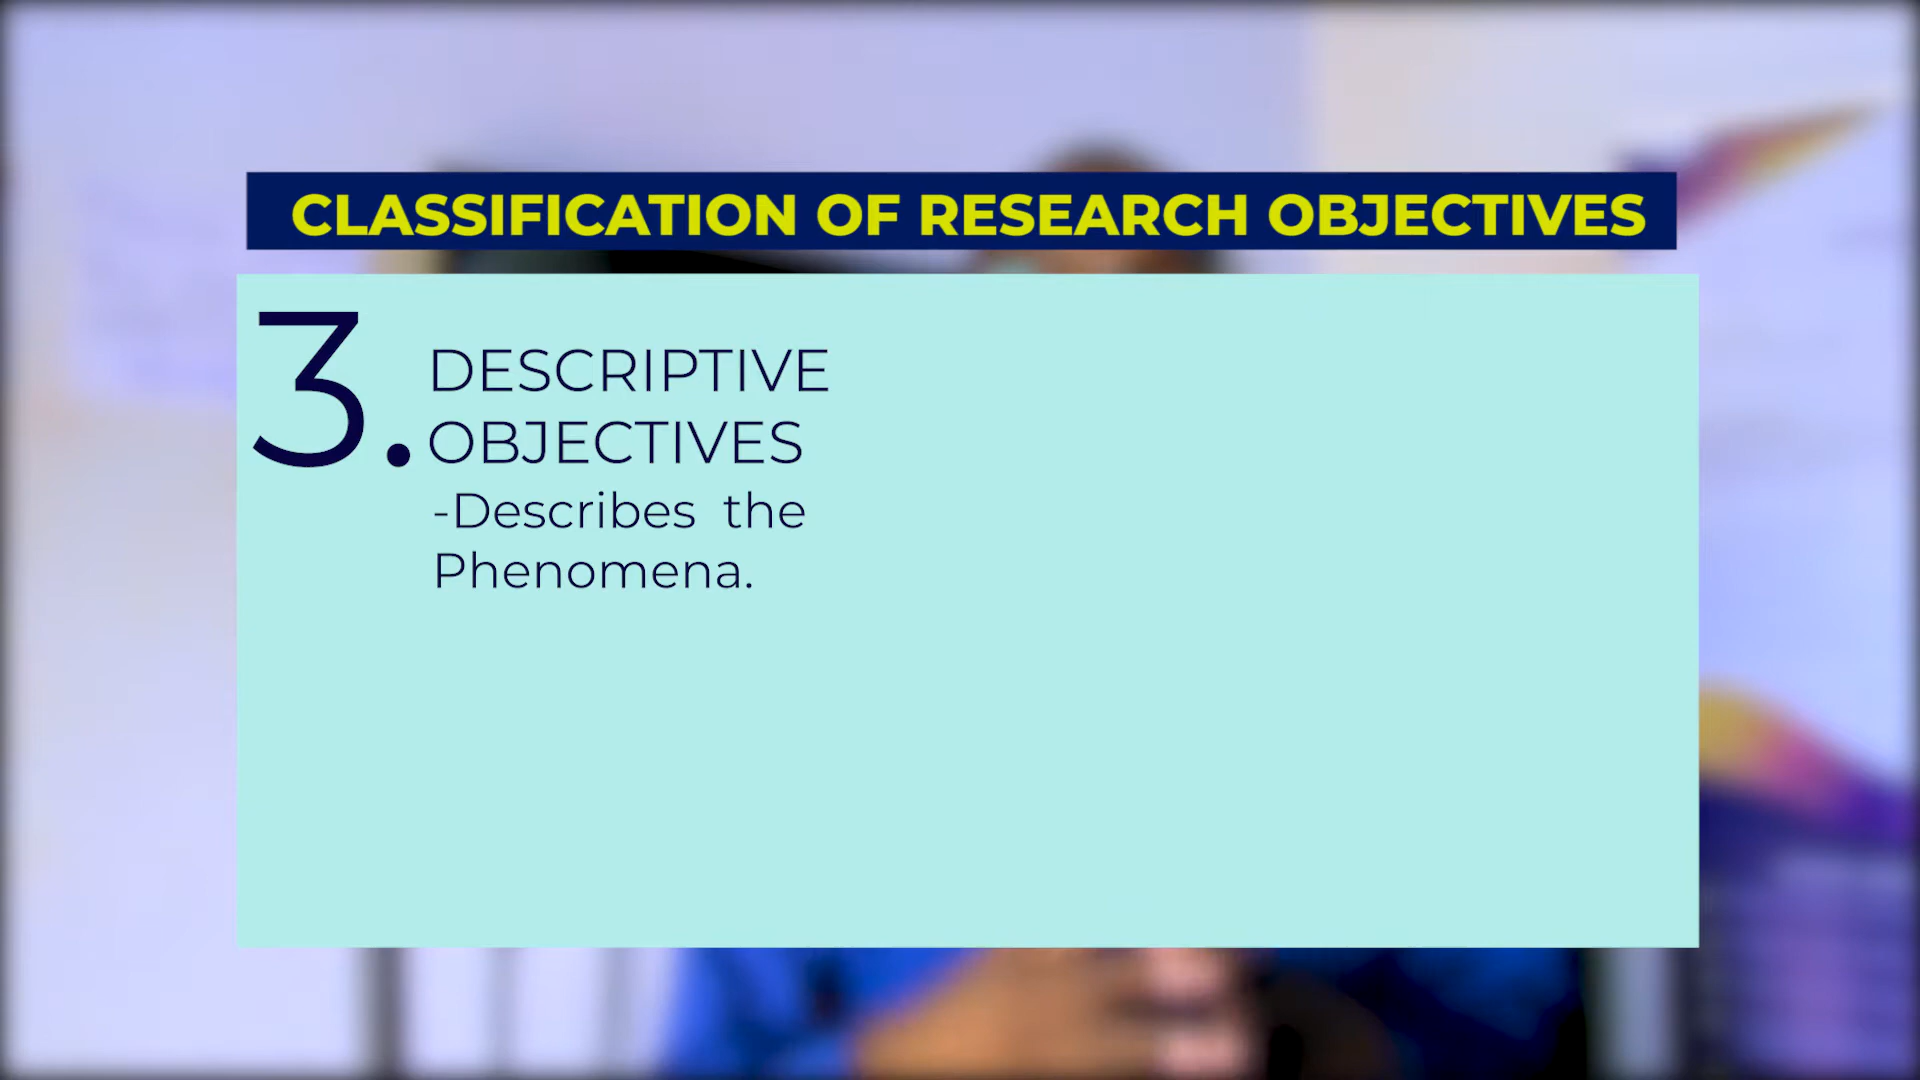 CLASSIFICATION OF RESEARCH OBJECTIVES
3. DESCRIPTIVE
OBJECTIVES
-Describes the
Phenomena.